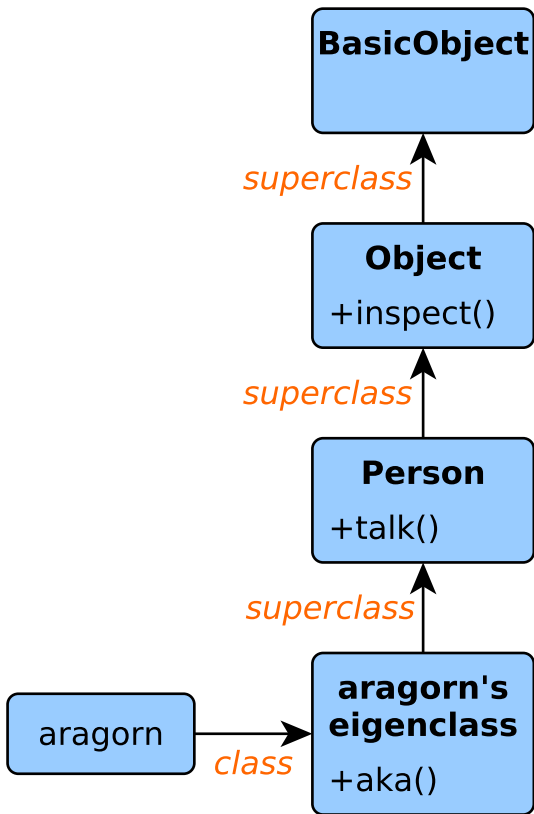 BasicObject
superclass
Object
+inspect()
superclass
Person
+talk()
superclass
aragorn's
eigenclass
+aka()
aragorn
class